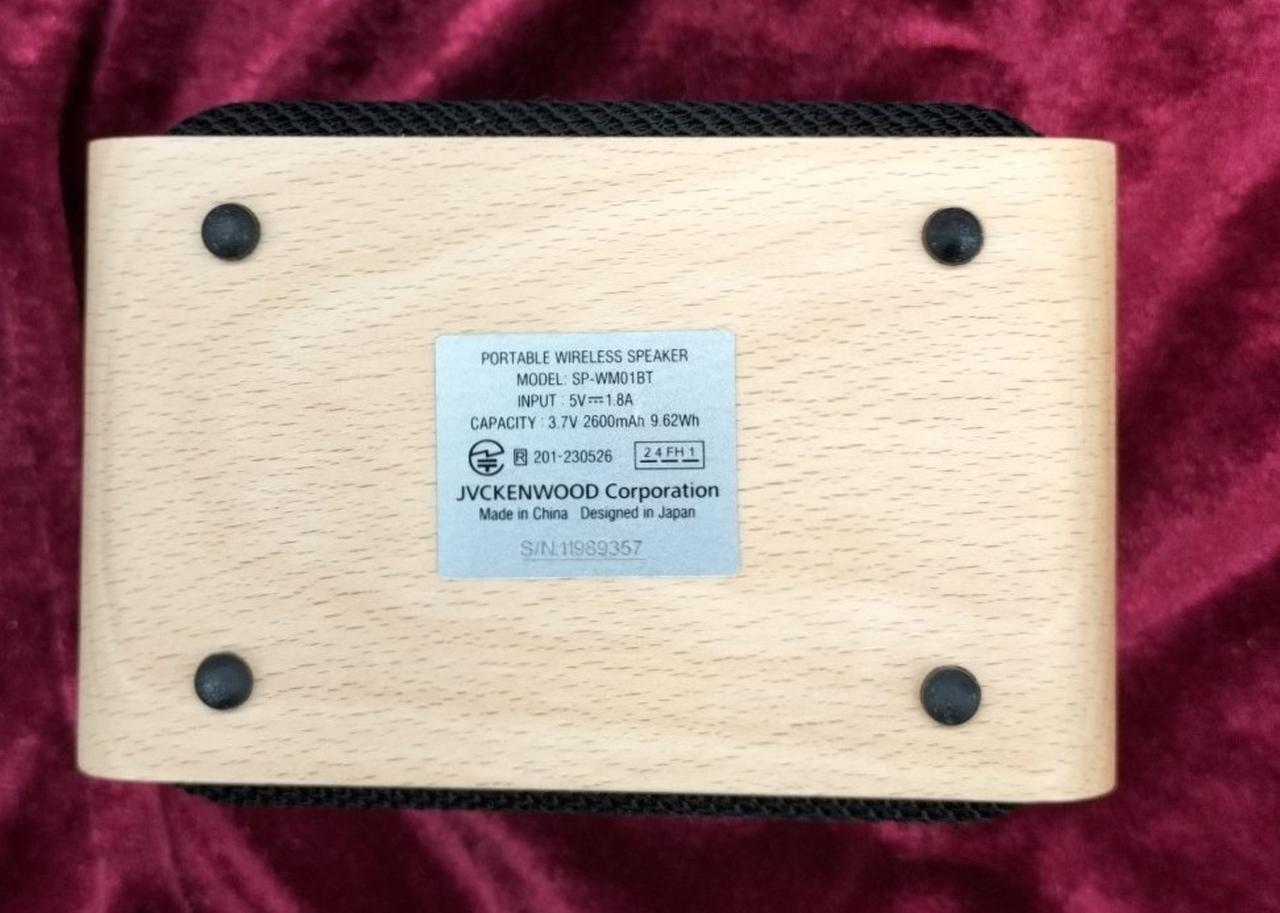 PORTABLE WIRELESS SPEAKER
MODEL: SP-WM01BT
INPUT : 5V⎓1.8A
CAPACITY : 3.7V 2600mAh 9.62Wh
R 201-230526 2.4 FH 1
JVCKENWOOD Corporation
Made in China Designed in Japan
S/N.11989357